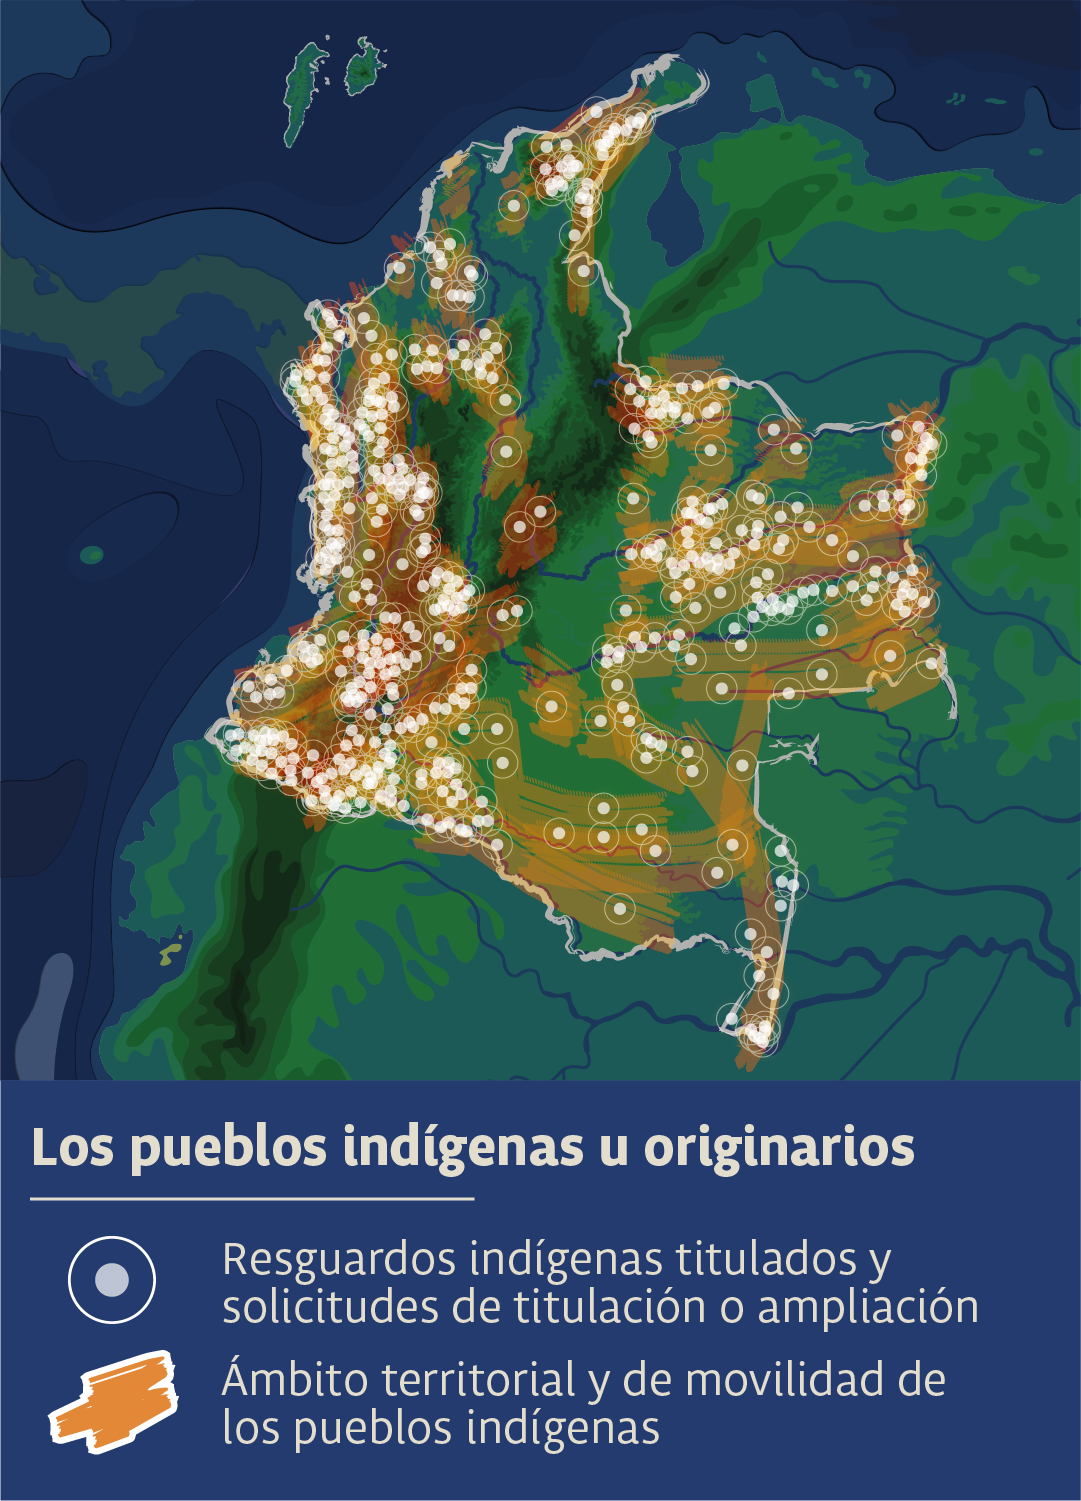 Los pueblos indígenas u originarios
Resguardos indígenas titulados y
solicitudes de titulación o ampliación
Ámbito territorial y de movilidad de
los pueblos indígenas